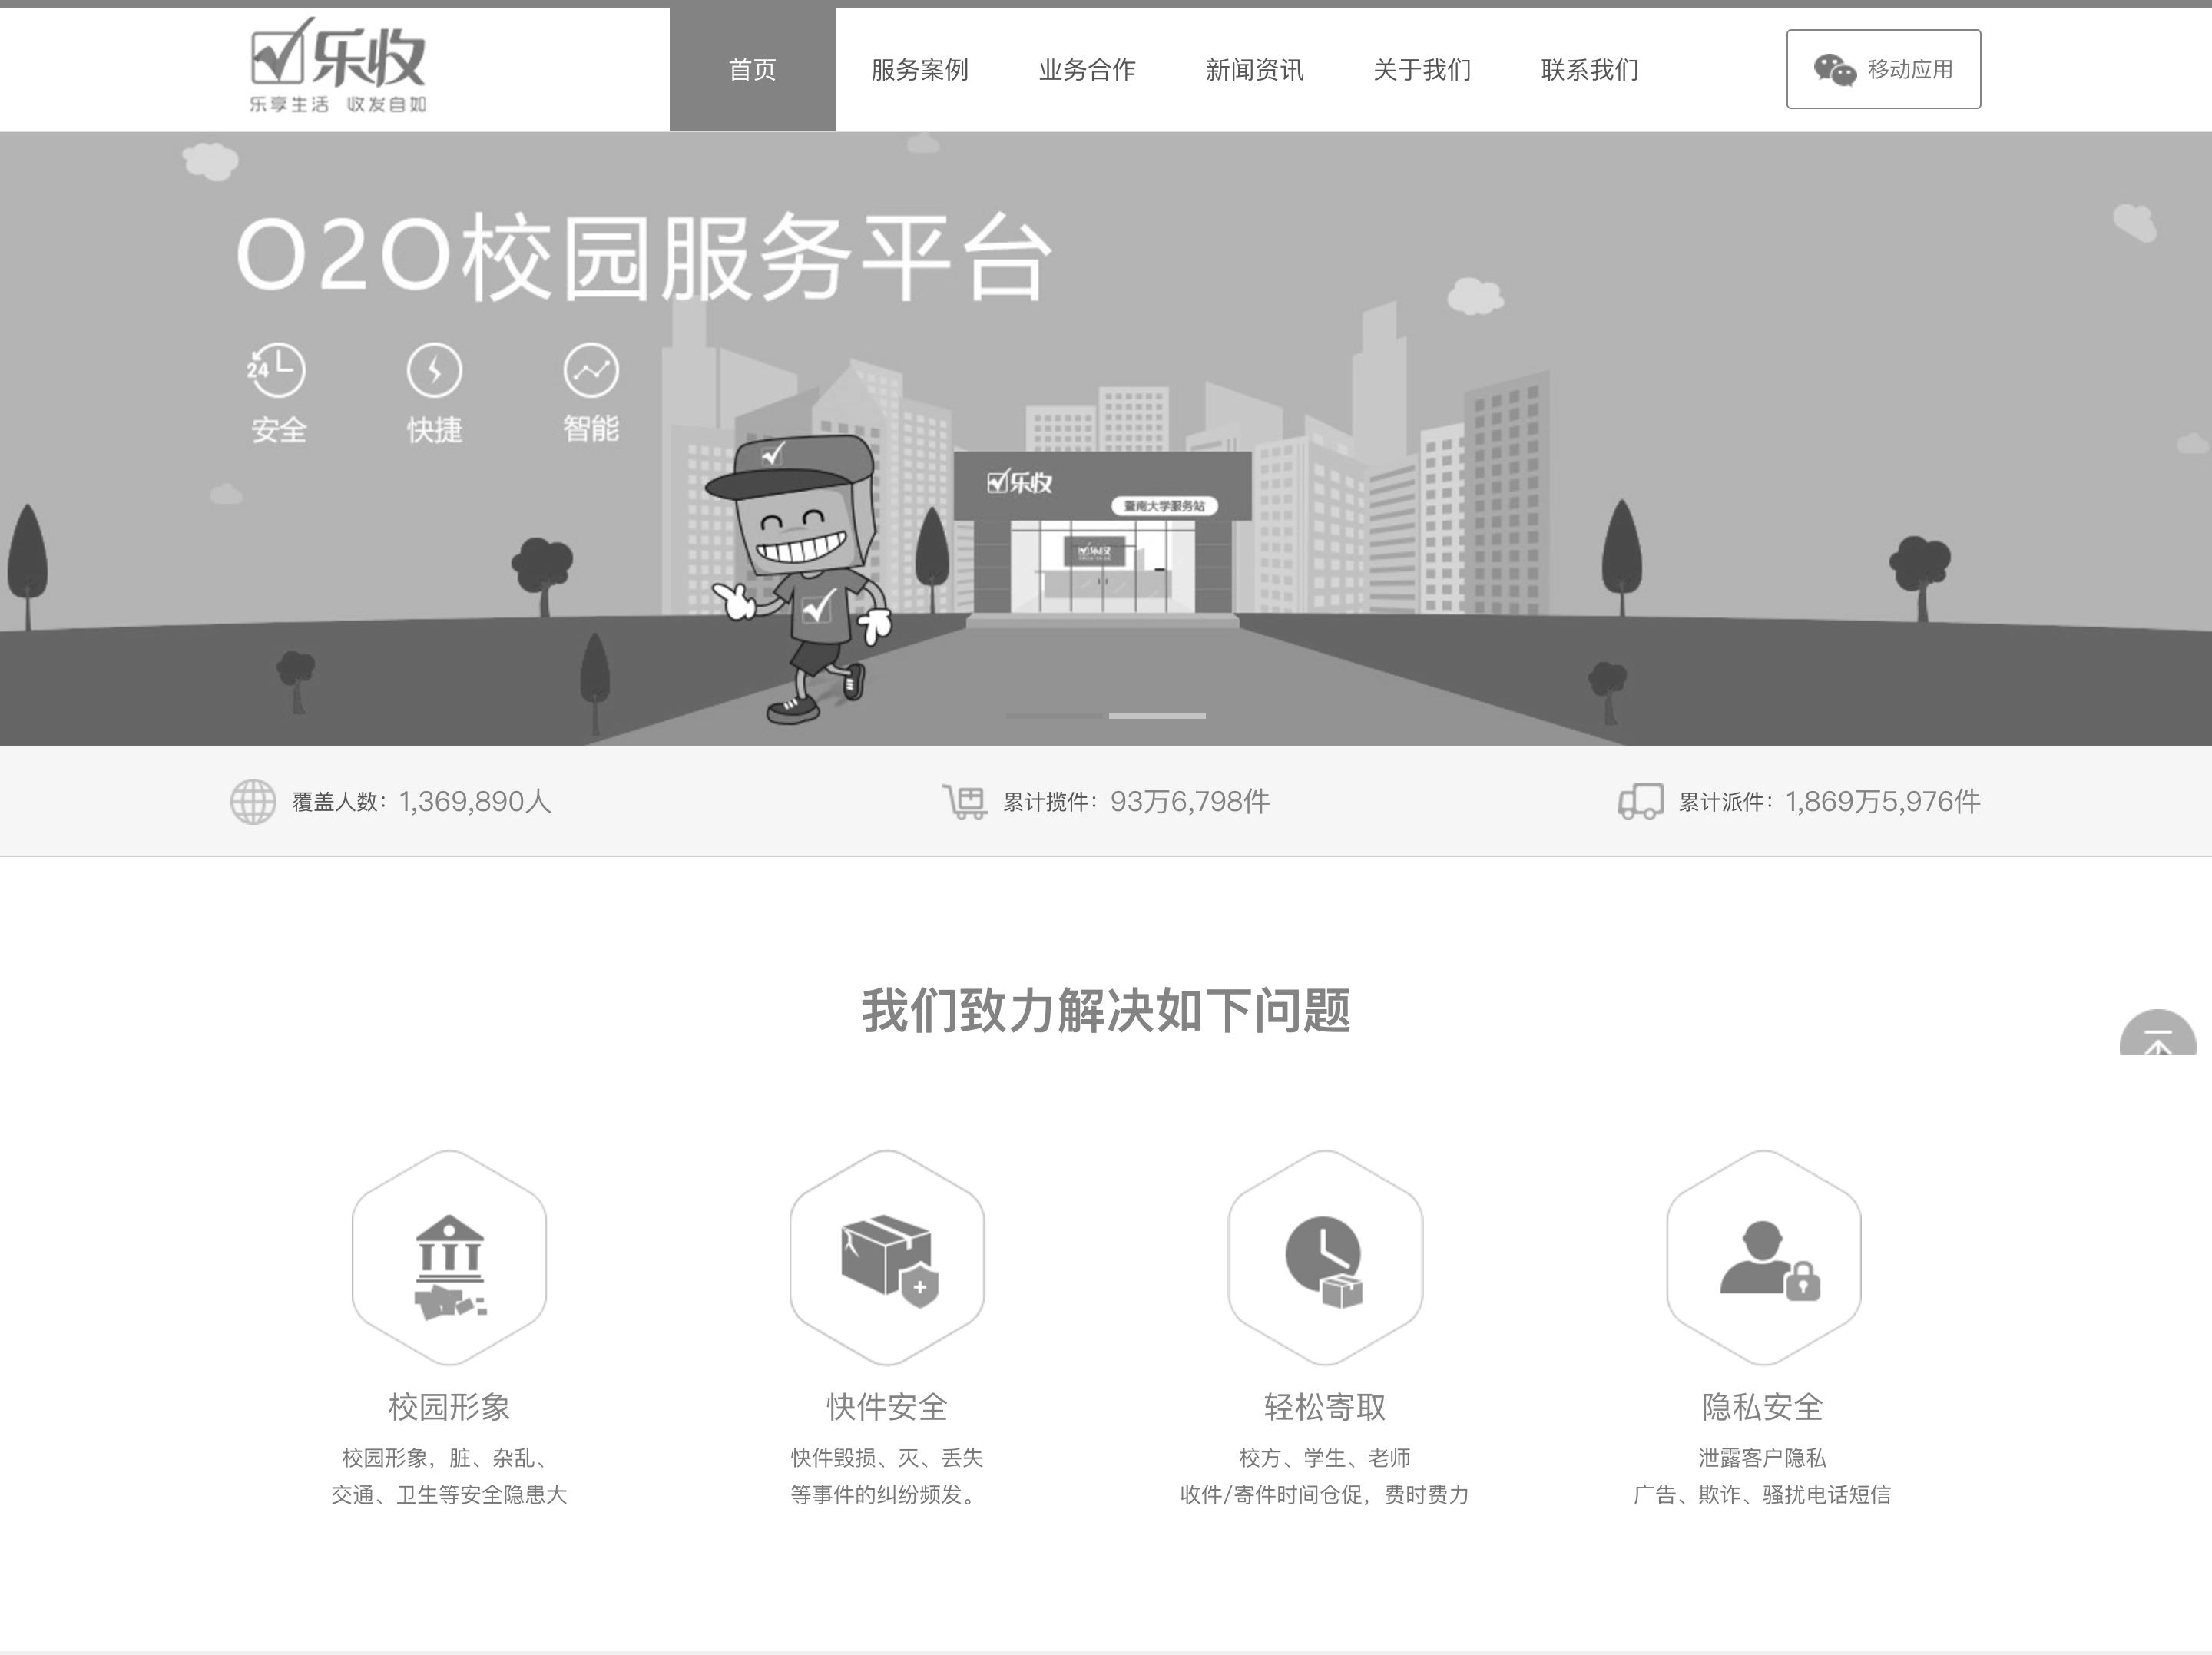 乐收
乐享生活 收发自如
首页
服务案例
业务合作
新闻资讯
关于我们
联系我们
移动应用
O2O校园服务平台
24
安全
快捷
智能
乐收
暨南大学服务站
乐收
覆盖人数：1,369,890人
累计揽件：93万6,798件
累计派件：1,869万5,976件
我们致力解决如下问题
校园形象
校园形象，脏、杂乱、
交通、卫生等安全隐患大
快件安全
快件毁损、灭、丢失
等事件的纠纷频发。
轻松寄取
校方、学生、老师
收件/寄件时间仓促，费时费力
隐私安全
泄露客户隐私
广告、欺诈、骚扰电话短信